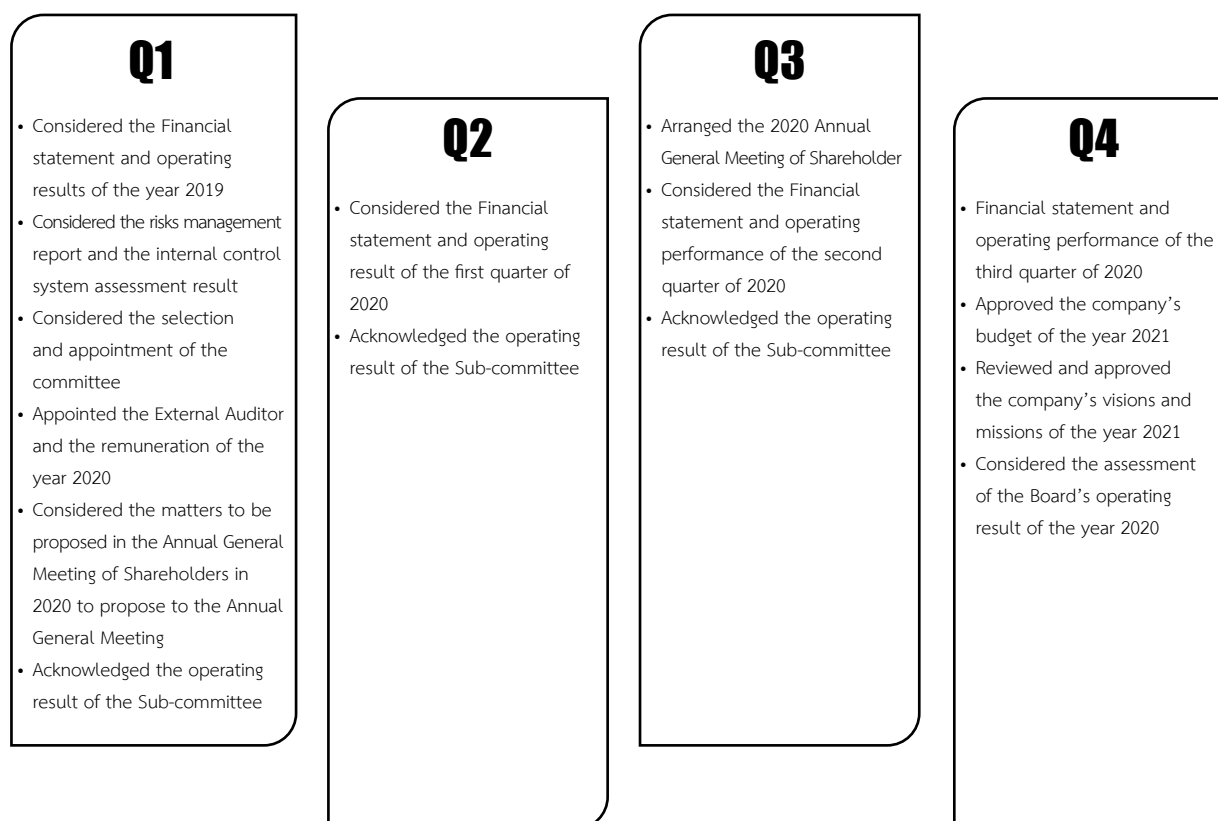 Q1
• Considered the Financial
statement and operating
results of the year 2019
• Considered the risks management
report and the internal control
system assessment result
• Considered the selection
and appointment of the
committee
• Appointed the External Auditor
and the remuneration of the
year 2020
• Considered the matters to be
proposed in the Annual General
Meeting of Shareholders in
2020 to propose to the Annual
General Meeting
• Acknowledged the operating
result of the Sub-committee
Q2
• Considered the Financial
statement and operating
result of the first quarter of
2020
• Acknowledged the operating
result of the Sub-committee
Q3
• Arranged the 2020 Annual
General Meeting of Shareholder
• Considered the Financial
statement and operating
performance of the second
quarter of 2020
• Acknowledged the operating
result of the Sub-committee
Q4
• Financial statement and
operating performance of the
third quarter of 2020
• Approved the company's
budget of the year 2021
• Reviewed and approved
the company's visions and
missions of the year 2021
• Considered the assessment
of the Board's operating
result of the year 2020